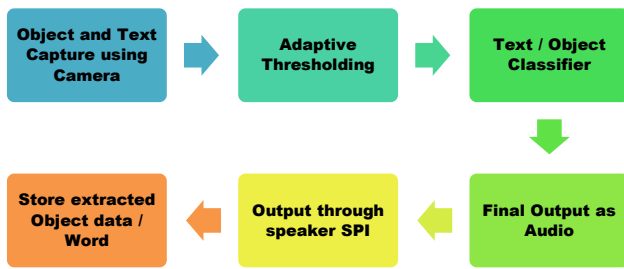 Object and Text
Capture using
Camera
Adaptive
Thresholding
Text / Object
Classifier
Final Output as
Audio
Output through
speaker SPI
Store extracted
Object data /
Word